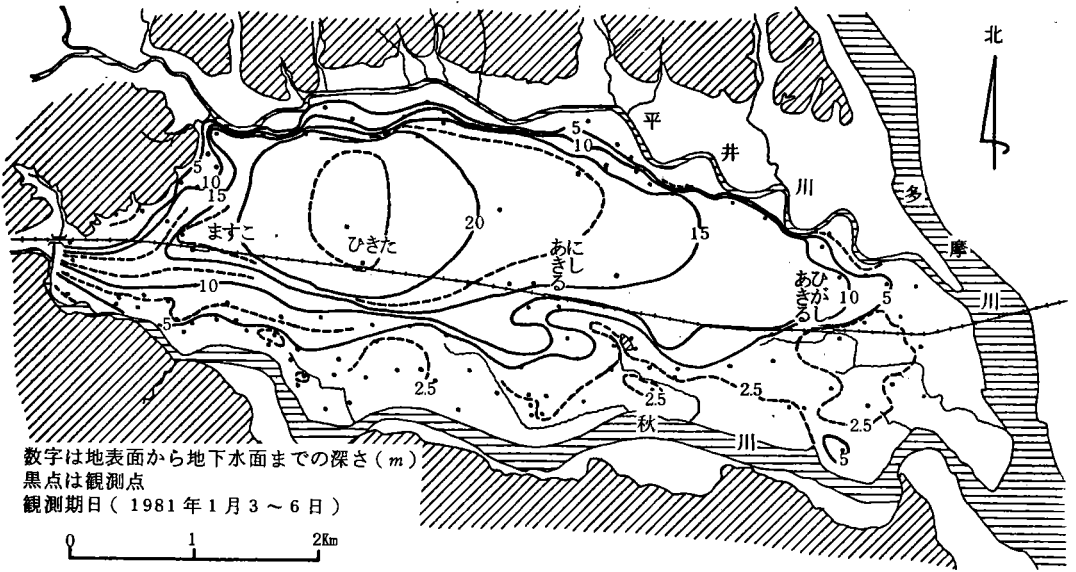 北
平
井
川
多
摩
川
5
10
5
10
15
20
15
ますこ
ひきた
にし
あきる
ひがし
あきる
10
5
10
5
2.5
2.5
2.5
2.5
5
秋
川
数字は地表面から地下水面までの深さ(m)
黒点は観測点
観測期日(1981年1月3~6日)
0 1 2Km